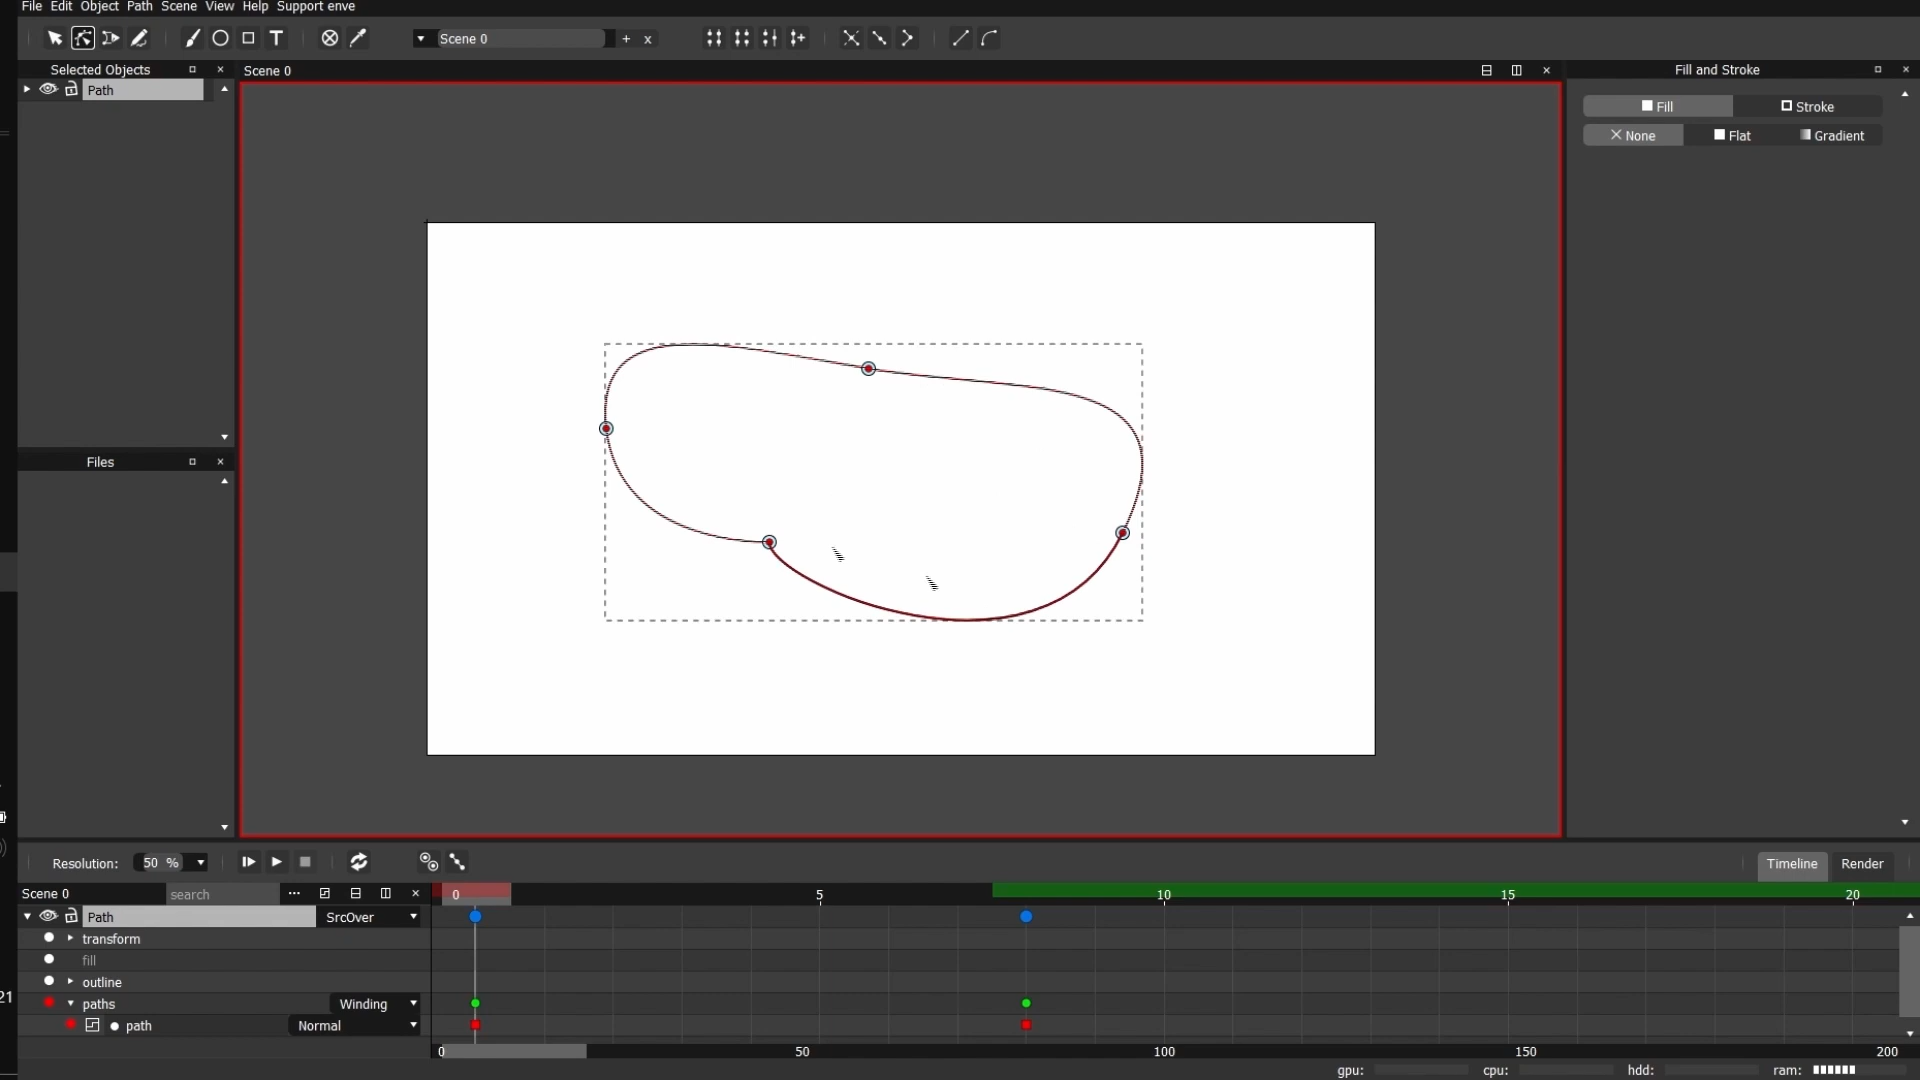 File Edit Object Path Scene View Help Support enve
Scene 0 + x
Selected Objects
Scene 0
Fill and Stroke
Path
Fill Stroke
None Flat Gradient
Files
Resolution: 50 %
Timeline Render
Scene 0 search
0 5 10 15 20
Path SrcOver
transform
fill
outline
21
paths Winding
path Normal
0 50 100 150 200
gpu: cpu: hdd: ram: